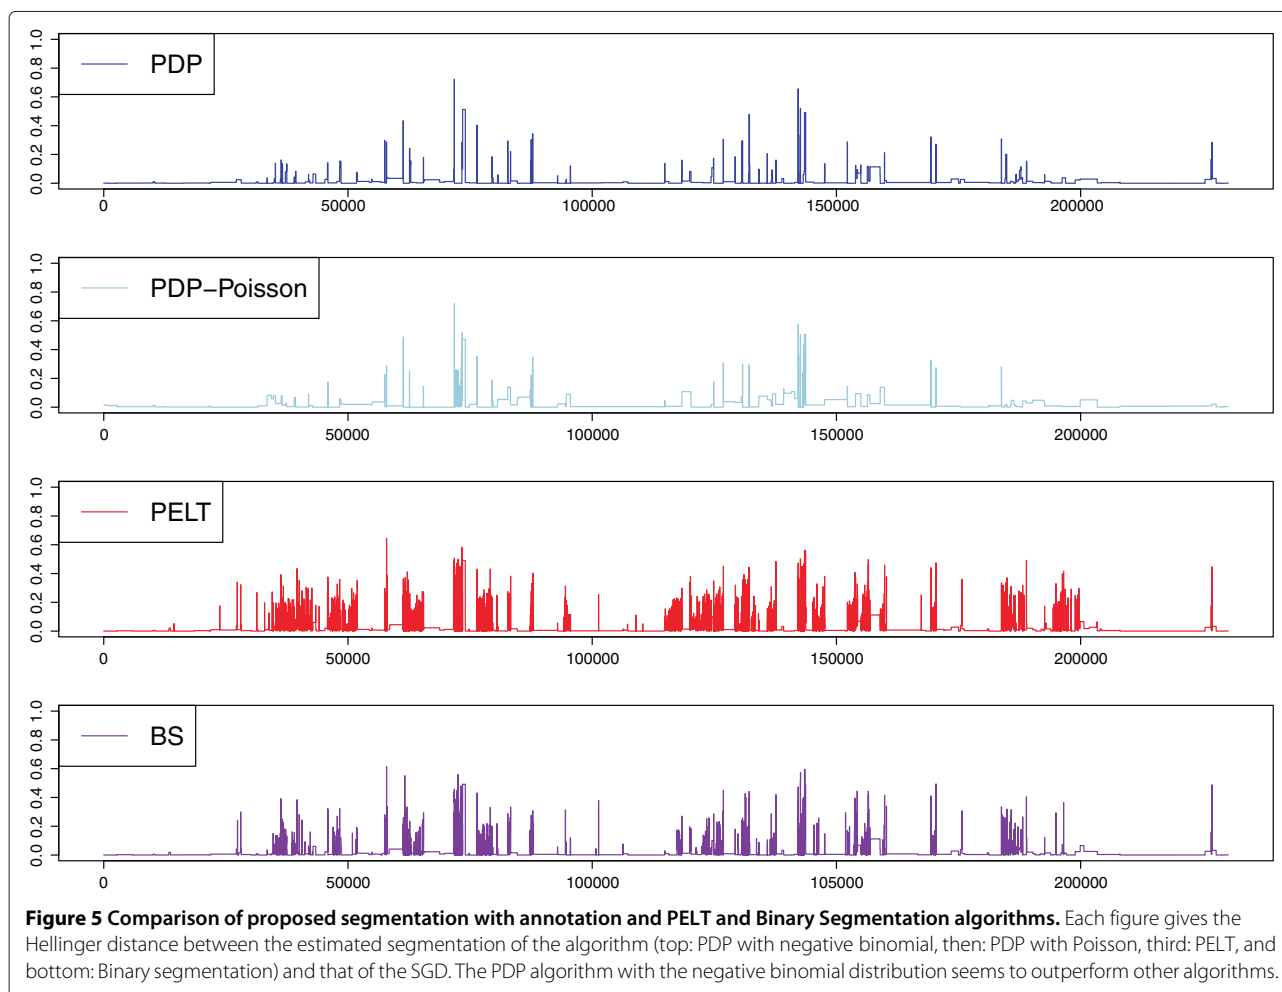 0.0 0.2 0.4 0.6 0.8 1.0
PDP
0 50000 100000 150000 200000
0.0 0.2 0.4 0.6 0.8 1.0
PDP−Poisson
0 50000 100000 150000 200000
0.0 0.2 0.4 0.6 0.8 1.0
PELT
0 50000 100000 150000 200000
0.0 0.2 0.4 0.6 0.8 1.0
BS
0 50000 100000 105000 200000
Figure 5 Comparison of proposed segmentation with annotation and PELT and Binary Segmentation algorithms. Each figure gives the
Hellinger distance between the estimated segmentation of the algorithm (top: PDP with negative binomial, then: PDP with Poisson, third: PELT, and
bottom: Binary segmentation) and that of the SGD. The PDP algorithm with the negative binomial distribution seems to outperform other algorithms.